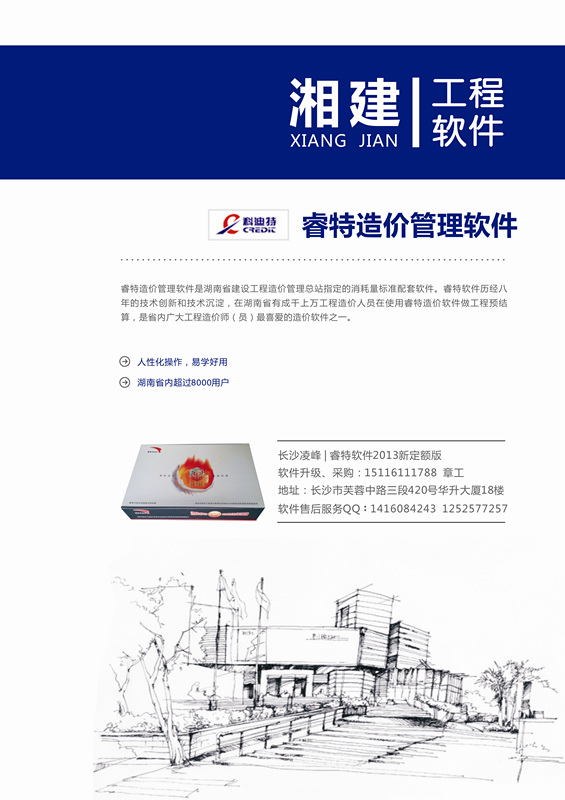 湘建
XIANG JIAN
工程
软件
科迪特
CREDIT
睿特造价管理软件
睿特造价管理软件是湖南省建设工程造价管理总站指定的消耗量标准配套软件。睿特软件历经八
年的技术创新和技术沉淀，在湖南省有成千上万工程造价人员在使用睿特造价软件做工程预结
算，是省内广大工程造价师（员）最喜爱的造价软件之一。
人性化操作，易学好用
湖南省内超过8000用户
长沙凌峰 | 睿特软件2013新定额版
软件升级、采购：15116111788 章工
地址：长沙市芙蓉中路三段420号华升大厦18楼
软件售后服务QQ：1416084243 1252577257